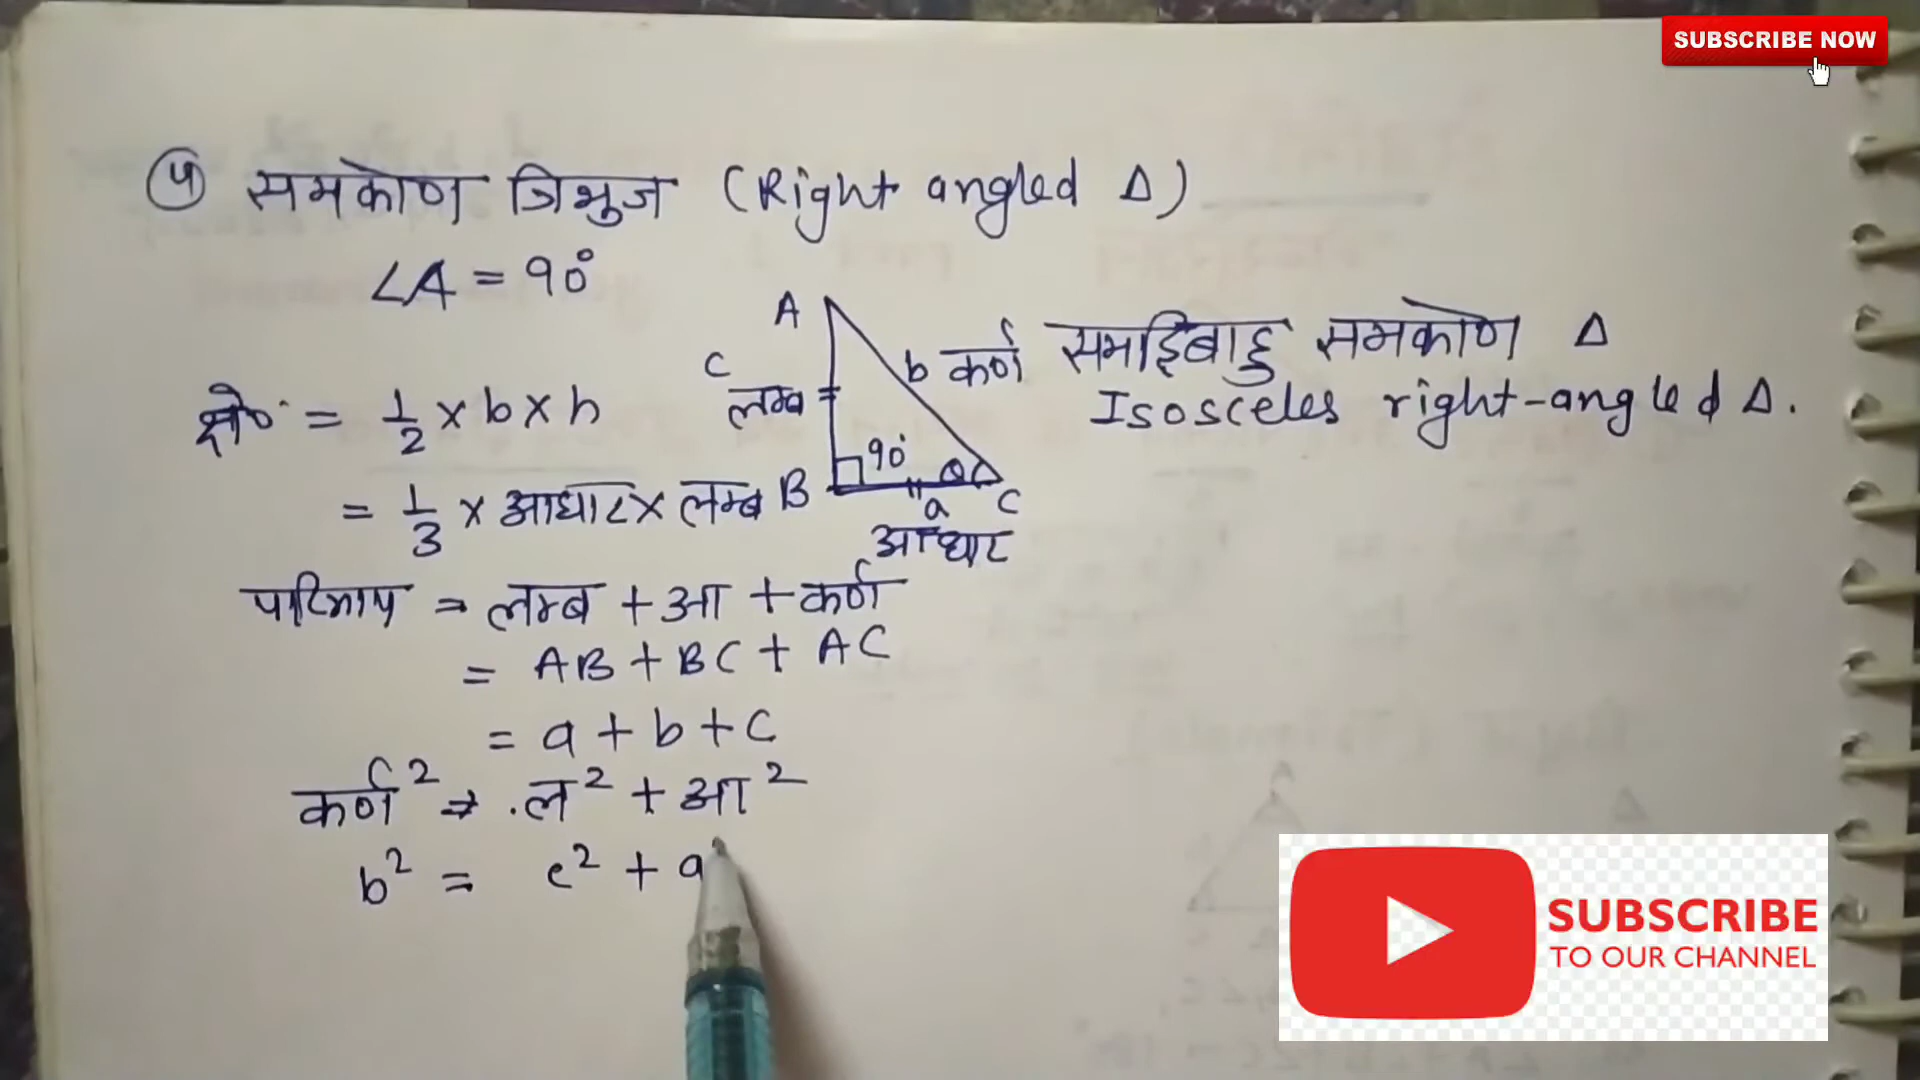 SUBSCRIBE NOW
५ समकोण त्रिभुज (Right angled Δ)
∠A = 90°
A
c
लम्ब
b कर्ण
समद्विबाहु समकोण Δ
Isosceles right-angled Δ.
क्षे० = 1/2 × b × h
90°
= 1/3 × आधार × लम्ब
B
a
C
आधार
परिमाप = लम्ब + आ + कर्ण
= AB + BC + AC
= a + b + c
कर्ण² = ल² + आ²
b² = c² + a
SUBSCRIBE
TO OUR CHANNEL